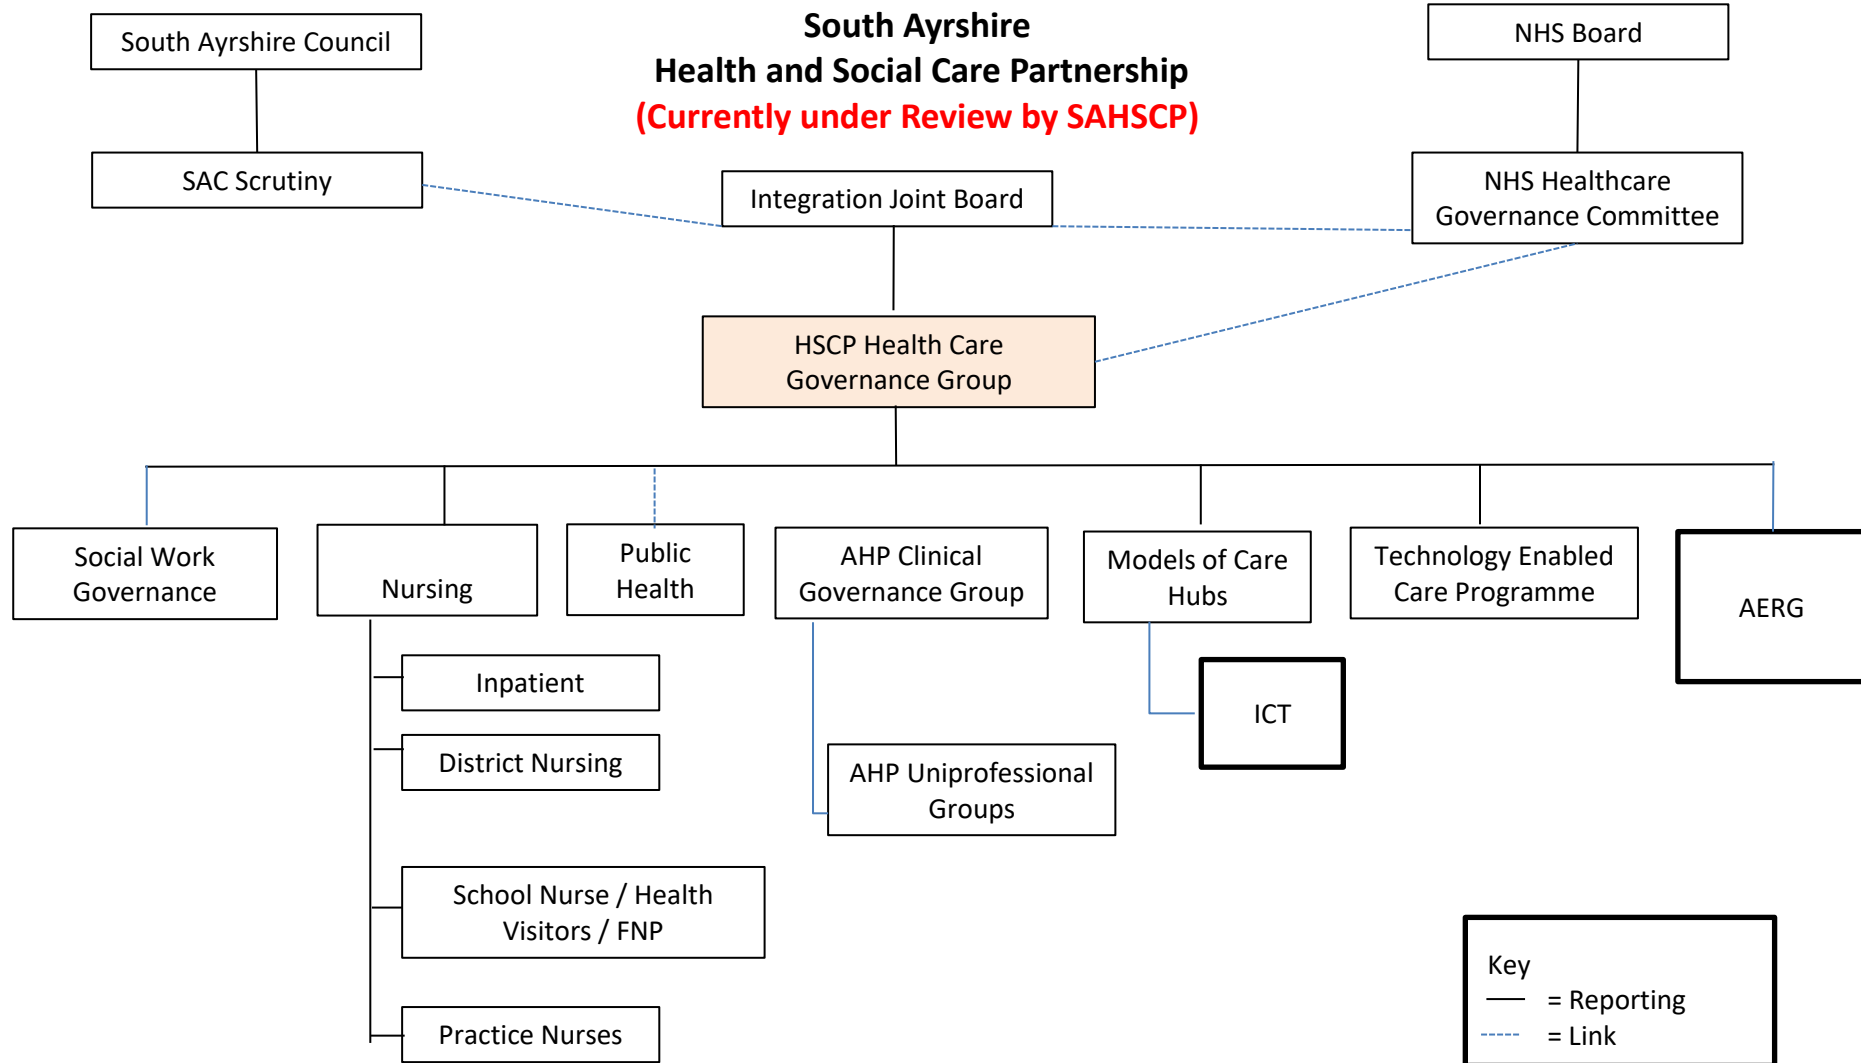 South Ayrshire
Health and Social Care Partnership
(Currently under Review by SAHSCP)
South Ayrshire Council
NHS Board
SAC Scrutiny
Integration Joint Board
NHS Healthcare
Governance Committee
HSCP Health Care
Governance Group
Social Work
Governance
Nursing
Public
Health
AHP Clinical
Governance Group
Models of Care
Hubs
Technology Enabled
Care Programme
AERG
Inpatient
District Nursing
School Nurse / Health
Visitors / FNP
Practice Nurses
AHP Uniprofessional
Groups
ICT
Key
= Reporting
= Link